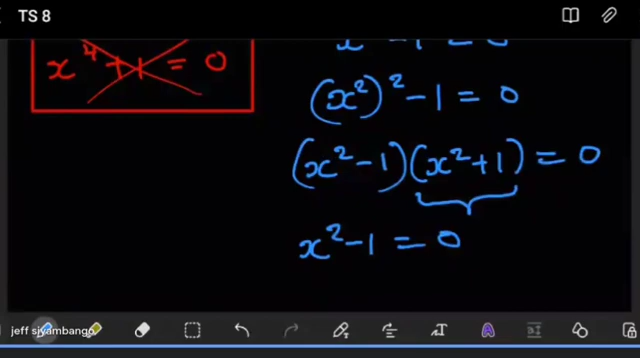 TS 8
x⁴ + 1 = 0
(x²)² - 1 = 0
(x² - 1)(x² + 1) = 0
x² - 1 = 0
jeff siyambango